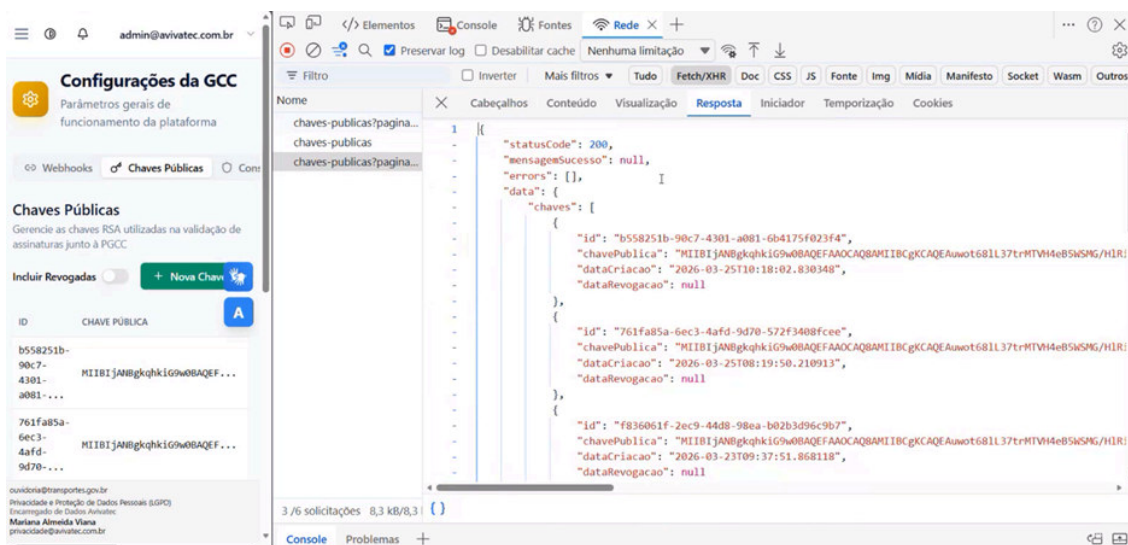 admin@avivatec.com.br
Configurações da GCC
Parâmetros gerais de
funcionamento da plataforma
Webhooks Chaves Públicas Cons
Chaves Públicas
Gerencie as chaves RSA utilizadas na validação de
assinaturas junto à PGCC
Incluir Revogadas + Nova Chav
A
ID CHAVE PÚBLICA
b558251b-
90c7-
4301-
a081-...
MIIBIjANBgkqhkiG9w0BAQEF...
761fa85a-
6ec3-
4afd-
9d70-...
MIIBIjANBgkqhkiG9w0BAQEF...
ouvidoria@transportes.gov.br
Privacidade e Proteção de Dados Pessoais (LGPD)
Encarregado de Dados Avivatec
Mariana Almeida Viana
privacidade@avivatec.com.br
</> Elementos Console Fontes Rede × +
Preservar log Desabilitar cache Nenhuma limitação
Filtro Inverter Mais filtros Tudo Fetch/XHR Doc CSS JS Fonte Img Mídia Manifesto Socket Wasm Outros
Nome × Cabeçalhos Conteúdo Visualização Resposta Iniciador Temporização Cookies
chaves-publicas?pagina...
chaves-publicas
chaves-publicas?pagina...
1 {
- "statusCode": 200,
- "mensagemSucesso": null,
- "errors": [],
- "data": {
- "chaves": [
- {
- "id": "b558251b-90c7-4301-a081-6b4175f023f4",
- "chavePublica": "MIIBIjANBgkqhkiG9w0BAQEFAAOCAQ8AMIIBCgKCAQEAuwot68lL37trMTVH4eB5WSMG/HlR
- "dataCriacao": "2026-03-25T10:18:02.830348",
- "dataRevogacao": null
- },
- {
- "id": "761fa85a-6ec3-4afd-9d70-572f3408fcee",
- "chavePublica": "MIIBIjANBgkqhkiG9w0BAQEFAAOCAQ8AMIIBCgKCAQEAuwot68lL37trMTVH4eB5WSMG/HlR
- "dataCriacao": "2026-03-25T08:19:50.210913",
- "dataRevogacao": null
- },
- {
- "id": "f836061f-2ec9-44d8-98ea-b02b3d96c9b7",
- "chavePublica": "MIIBIjANBgkqhkiG9w0BAQEFAAOCAQ8AMIIBCgKCAQEAuwot68lL37trMTVH4eB5WSMG/HlR
- "dataCriacao": "2026-03-23T09:37:51.868118",
- "dataRevogacao": null
3 /6 solicitações 8,3 kB/8,3 { }
Console Problemas +